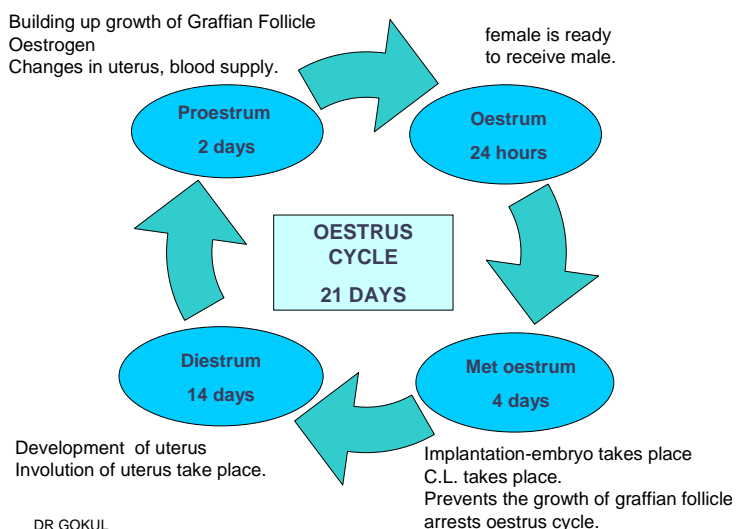 Building up growth of Graffian Follicle
Oestrogen
Changes in uterus, blood supply.
female is ready
to receive male.
Proestrum
2 days
Oestrum
24 hours
OESTRUS
CYCLE
21 DAYS
Diestrum
14 days
Met oestrum
4 days
Development of uterus
Involution of uterus take place.
Implantation-embryo takes place
C.L. takes place.
Prevents the growth of graffian follicle
arrests oestrus cycle.
DR GOKUL